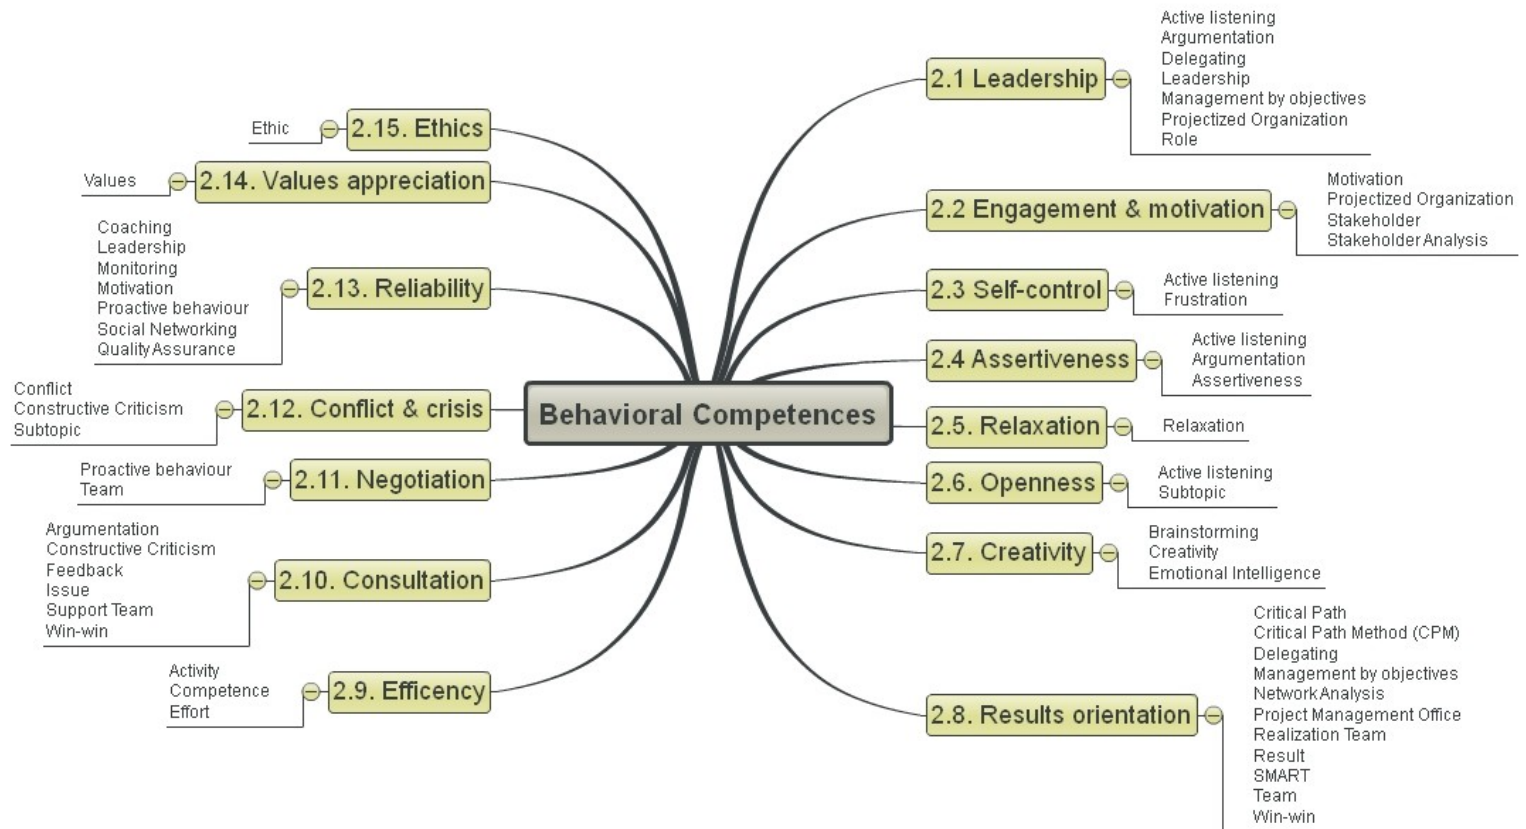 Behavioral Competences
2.1 Leadership
Active listening
Argumentation
Delegating
Leadership
Management by objectives
Projectized Organization
Role
2.2 Engagement & motivation
Motivation
Projectized Organization
Stakeholder
Stakeholder Analysis
2.3 Self-control
Active listening
Frustration
2.4 Assertiveness
Active listening
Argumentation
Assertiveness
2.5. Relaxation
Relaxation
2.6. Openness
Active listening
Subtopic
2.7. Creativity
Brainstorming
Creativity
Emotional Intelligence
2.8. Results orientation
Critical Path
Critical Path Method (CPM)
Delegating
Management by objectives
Network Analysis
Project Management Office
Realization Team
Result
SMART
Team
Win-win
2.9. Efficency
Activity
Competence
Effort
2.10. Consultation
Argumentation
Constructive Criticism
Feedback
Issue
Support Team
Win-win
2.11. Negotiation
Proactive behaviour
Team
2.12. Conflict & crisis
Conflict
Constructive Criticism
Subtopic
2.13. Reliability
Coaching
Leadership
Monitoring
Motivation
Proactive behaviour
Social Networking
Quality Assurance
2.14. Values appreciation
Values
2.15. Ethics
Ethic